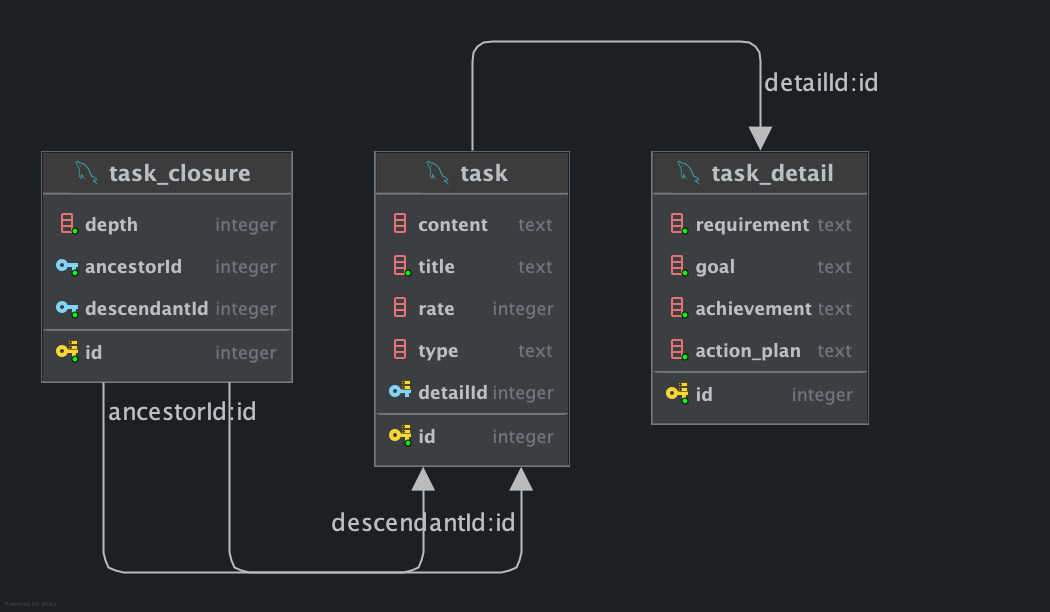 detailId:id
task_closure
depth integer
ancestorId integer
descendantId integer
id integer
task
content text
title text
rate integer
type text
detailId integer
id integer
task_detail
requirement text
goal text
achievement text
action_plan text
id integer
ancestorId:id
descendantId:id
Powered by yFiles